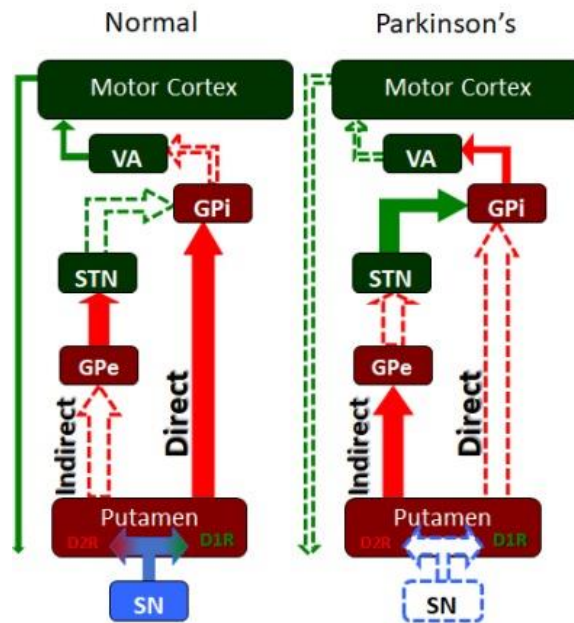 Normal
Motor Cortex
VA
GPi
STN
GPe
Indirect
Direct
Putamen
D2R
D1R
SN
Parkinson's
Motor Cortex
VA
GPi
STN
GPe
Indirect
Direct
Putamen
D2R
D1R
SN